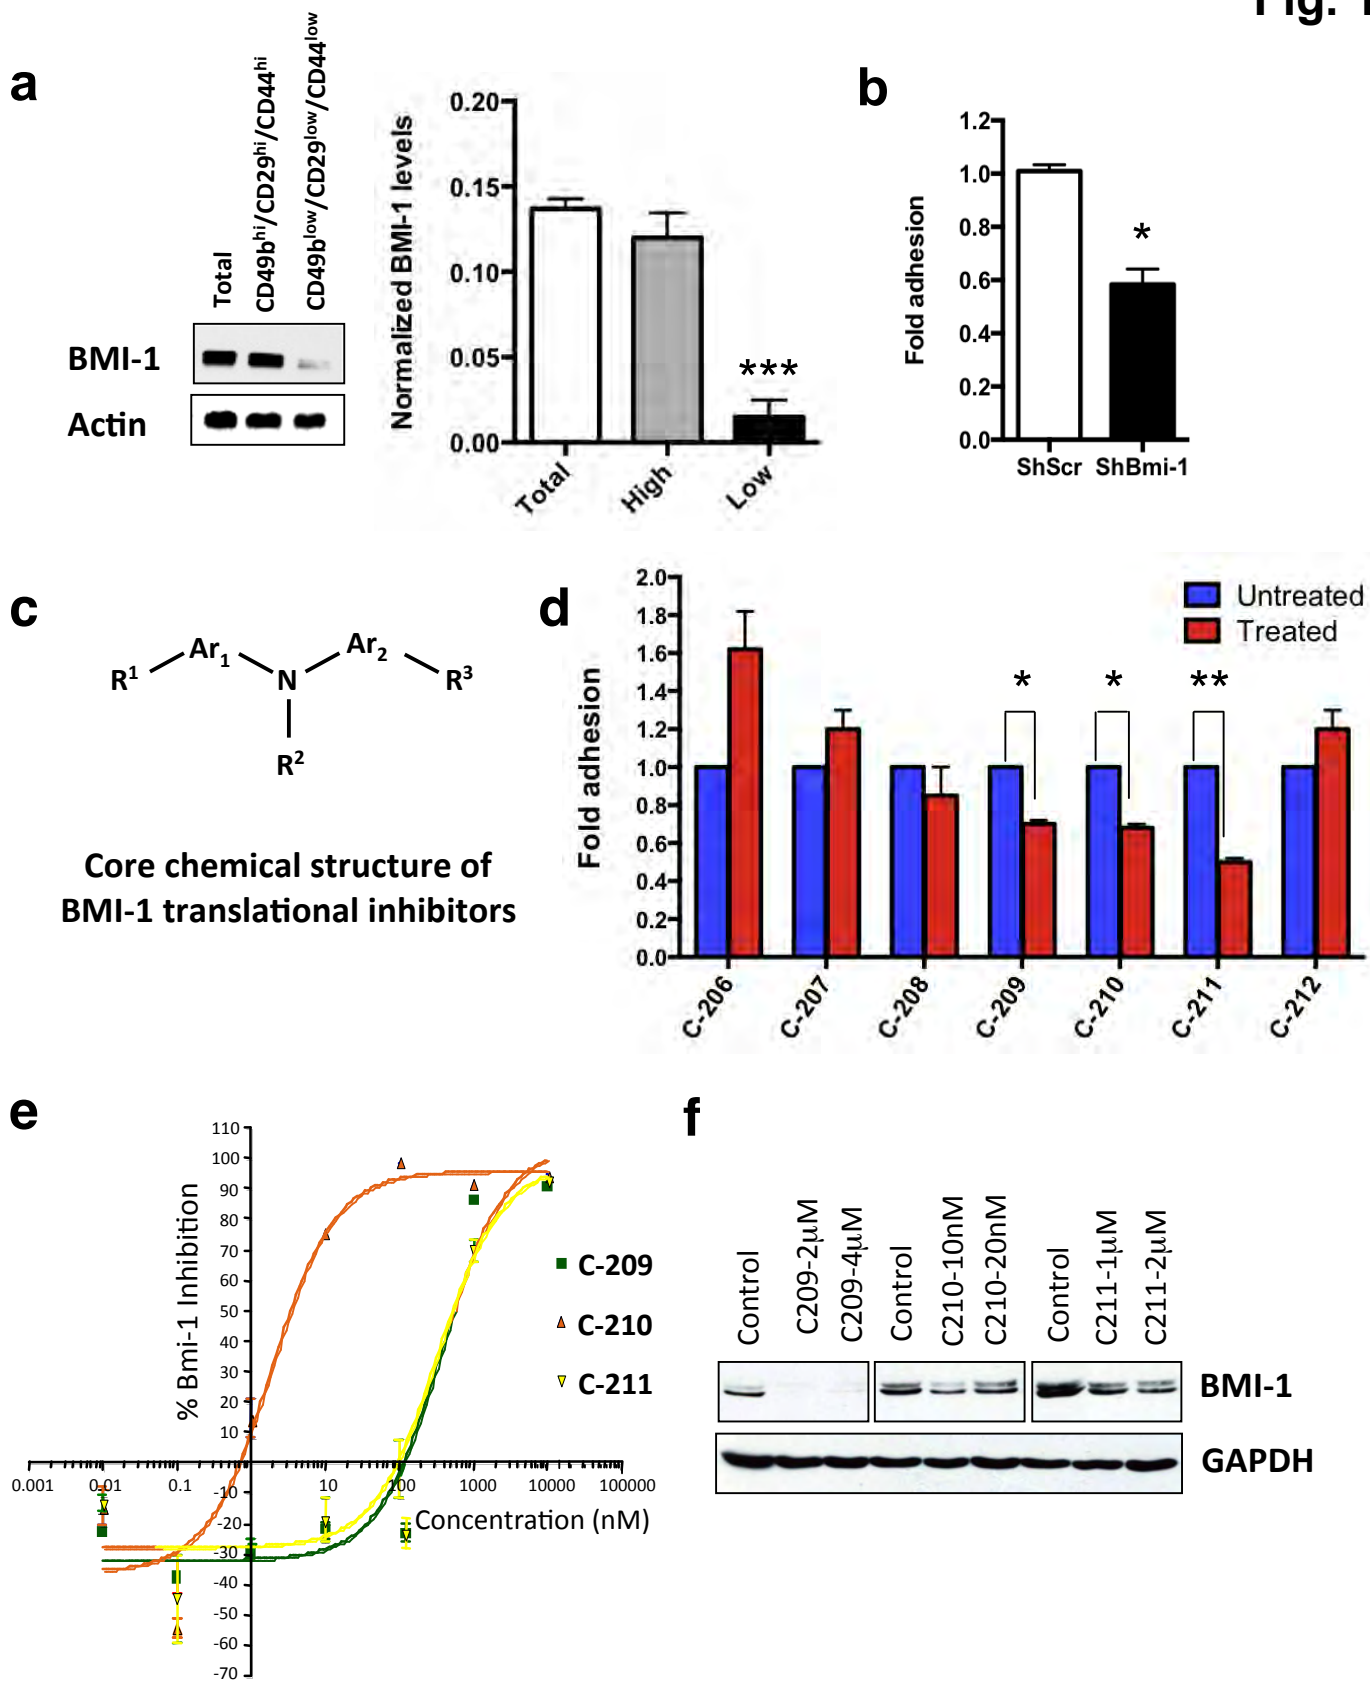 Fig. 1
a
Total
CD49bhi/CD29hi/CD44hi
CD49blow/CD29low/CD44low
BMI-1
Actin
Normalized BMI-1 levels
0.20
0.15
0.10
0.05
0.00
***
Total
High
Low
b
Fold adhesion
1.2
1.0
0.8
0.6
0.4
0.2
0.0
*
ShScr ShBmi-1
c
R1
Ar1
N
Ar2
R3
R2
Core chemical structure of
BMI-1 translational inhibitors
d
Fold adhesion
2.0
1.8
1.6
1.4
1.2
1.0
0.8
0.6
0.4
0.2
0.0
Untreated
Treated
* * **
C-206
C-207
C-208
C-209
C-210
C-211
C-212
e
% Bmi-1 Inhibition
110
100
90
80
70
60
50
40
30
20
10
-10
-20
-30
-40
-50
-60
-70
0.001 0.01 0.1 10 100 1000 10000 100000
Concentration (nM)
C-209
C-210
C-211
f
Control
C209-2µM
C209-4µM
Control
C210-10nM
C210-20nM
Control
C211-1µM
C211-2µM
BMI-1
GAPDH